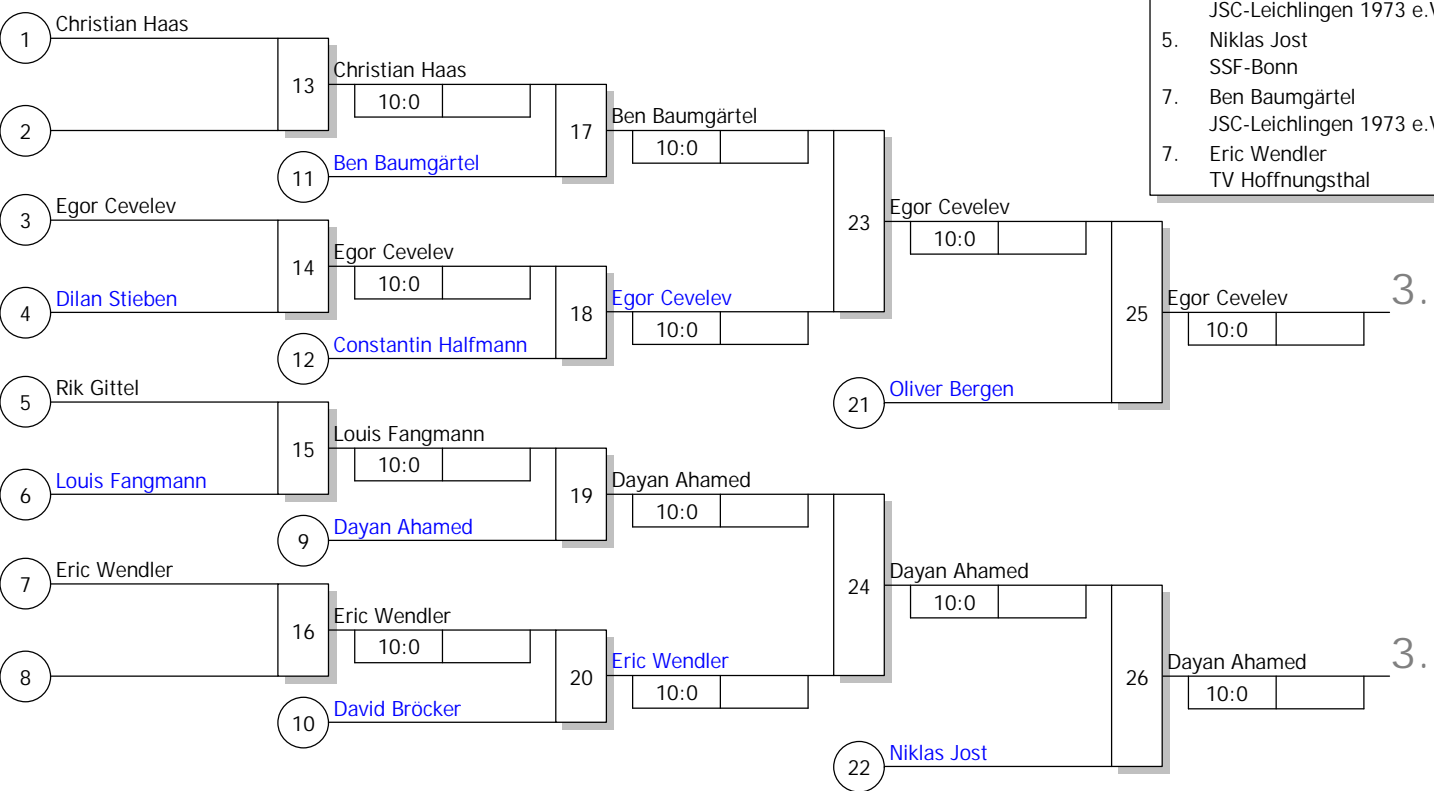 JSC-Leichlingen 1973 e.V
5. Niklas Jost
SSF-Bonn
7. Ben Baumgärtel
JSC-Leichlingen 1973 e.V
7. Eric Wendler
TV Hoffnungsthal
1 Christian Haas
2
13 Christian Haas
10:0
11 Ben Baumgärtel
17 Ben Baumgärtel
10:0
3 Egor Cevelev
4 Dilan Stieben
14 Egor Cevelev
10:0
12 Constantin Halfmann
18 Egor Cevelev
10:0
23 Egor Cevelev
10:0
21 Oliver Bergen
25 Egor Cevelev
10:0
3.
5 Rik Gittel
6 Louis Fangmann
15 Louis Fangmann
10:0
9 Dayan Ahamed
19 Dayan Ahamed
10:0
7 Eric Wendler
8
16 Eric Wendler
10:0
10 David Bröcker
20 Eric Wendler
10:0
24 Dayan Ahamed
10:0
22 Niklas Jost
26 Dayan Ahamed
10:0
3.